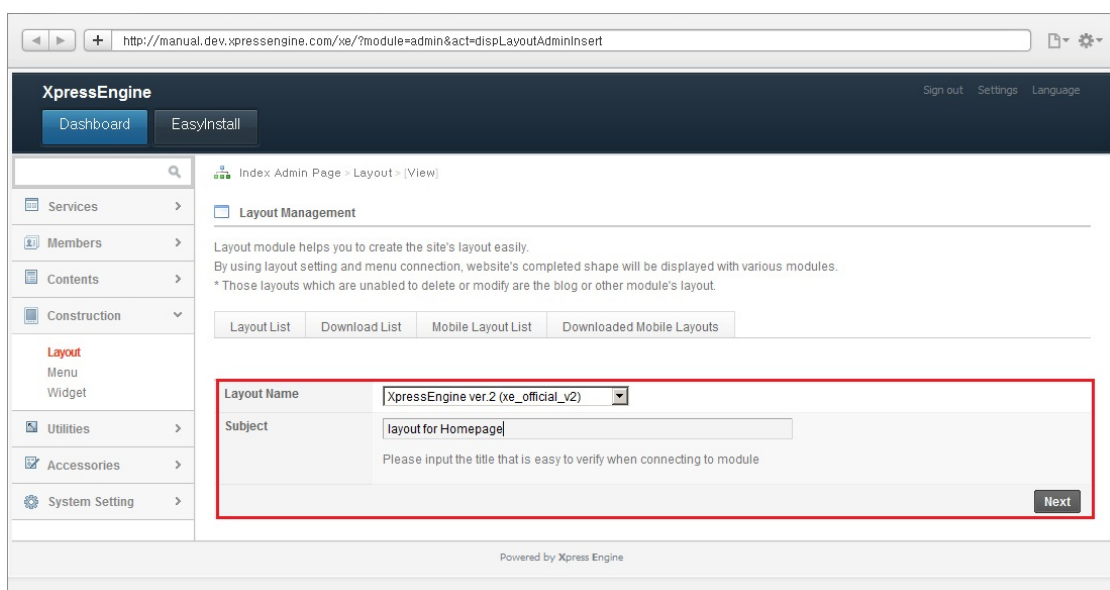 http://manual.dev.xpressengine.com/xe/?module=admin&act=dispLayoutAdminInsert
XpressEngine
Sign out Settings Language
Dashboard EasyInstall
Index Admin Page > Layout > [View]
Services
Layout Management
Members
Layout module helps you to create the site's layout easily.
By using layout setting and menu connection, website's completed shape will be displayed with various modules.
Contents
* Those layouts which are unabled to delete or modify are the blog or other module's layout.
Construction
Layout List Download List Mobile Layout List Downloaded Mobile Layouts
Layout
Menu
Widget
Layout Name XpressEngine ver.2 (xe_official_v2)
Utilities
Subject layout for Homepage
Accessories
Please input the title that is easy to verify when connecting to module
System Setting
Next
Powered by Xpress Engine